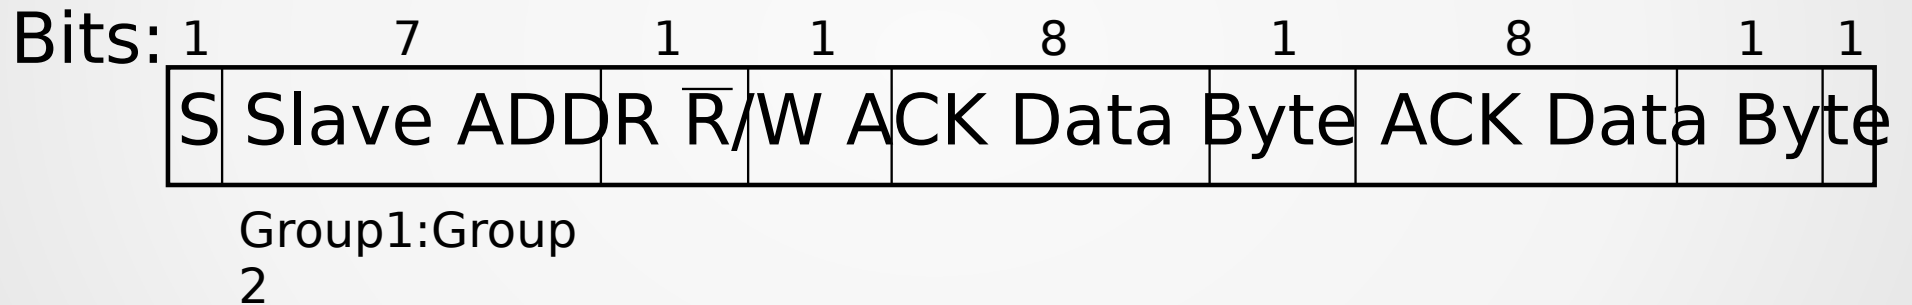 Bits: 1 7 1 1 8 1 8 1 1
S Slave ADDR R̅/W ACK Data Byte ACK Data Byte
Group1:Group
2